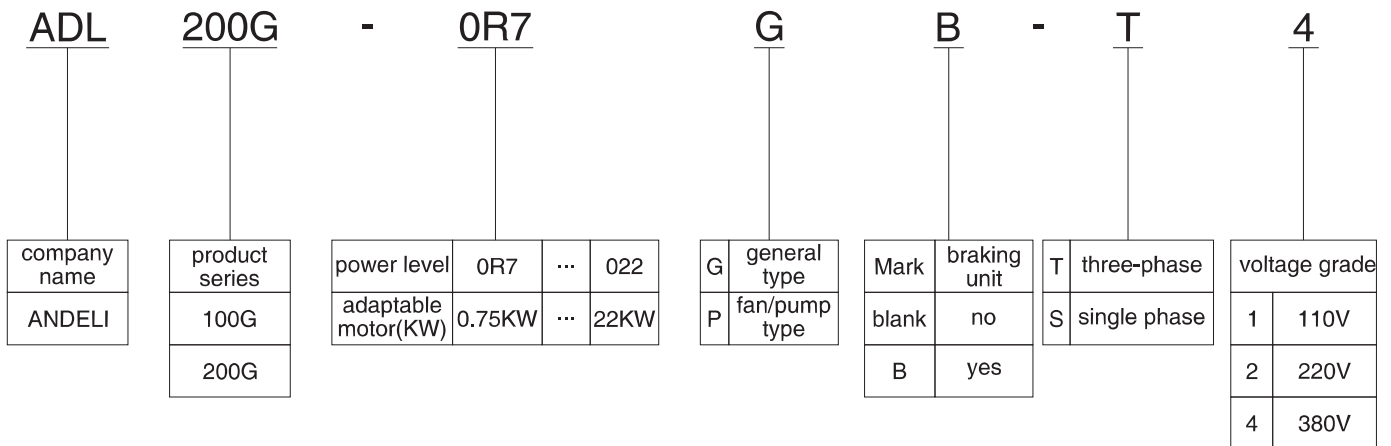 ADL 200G - 0R7 G B - T 4
company name
ANDELI
product series
100G
200G
power level 0R7 ... 022
adaptable motor(KW) 0.75KW ... 22KW
G general type
P fan/pump type
Mark braking unit
blank no
B yes
T three-phase
S single phase
voltage grade
1 110V
2 220V
4 380V